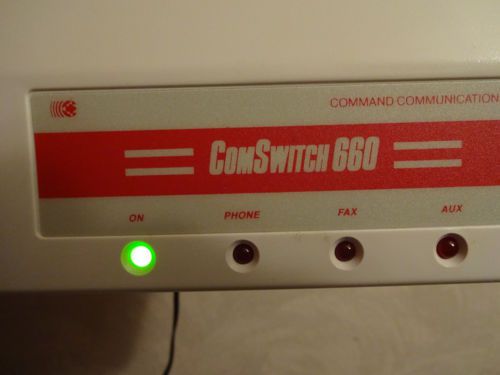 COMMAND COMMUNICATION
COMSWITCH 660
ON PHONE FAX AUX